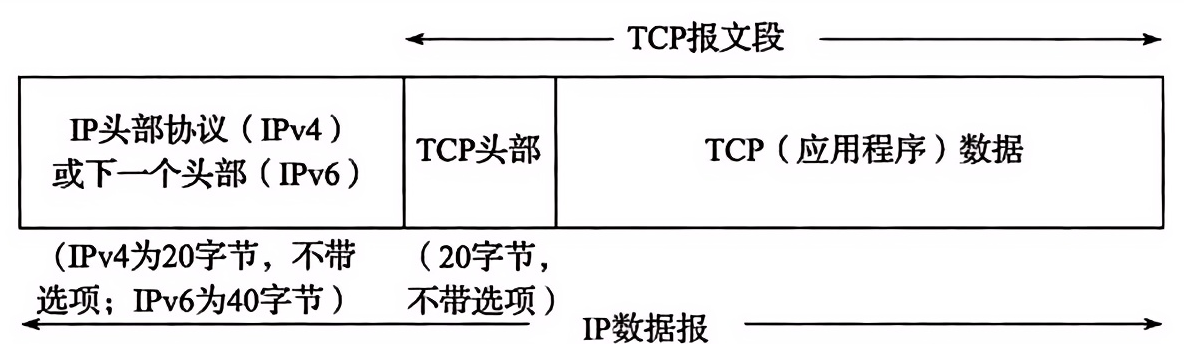 TCP报文段
IP头部协议（IPv4）
或下一个头部（IPv6）
TCP头部
TCP（应用程序）数据
（IPv4为20字节，不带
选项；IPv6为40字节）
（20字节，
不带选项）
IP数据报